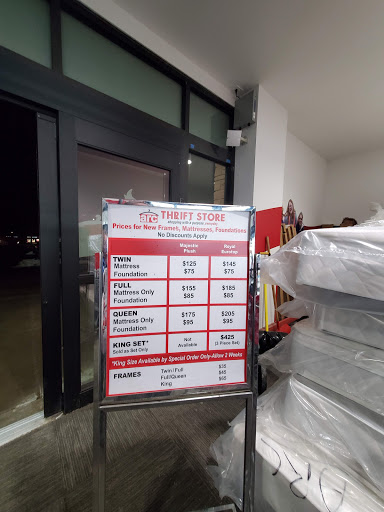 arc THRIFT STORE
Prices for New Frames, Mattresses, Foundations
No Discounts Apply
Majestic Plush Royal Eurotop
TWIN
Mattress $125 $145
Foundation $75 $75
FULL
Mattress Only $155 $185
Foundation $85 $85
QUEEN
Mattress Only $175 $205
Foundation $95 $95
KING SET* Not $425
Sold as Set Only Available (3 Piece Set)
*King Size Available by Special Order Only-Allow 2 Weeks
Twin/Full $35
FRAMES Full/Queen $45
King